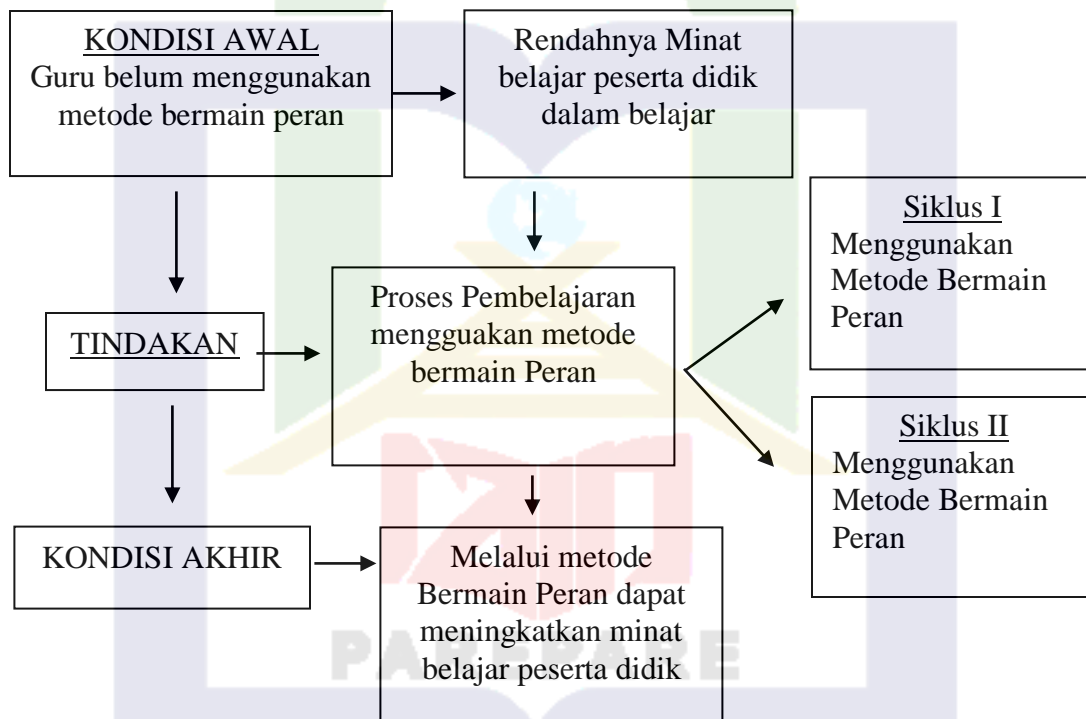 KONDISI AWAL
Guru belum menggunakan
metode bermain peran
Rendahnya Minat
belajar peserta didik
dalam belajar
Siklus I
Menggunakan
Metode Bermain
Peran
TINDAKAN
Proses Pembelajaran
mengguakan metode
bermain Peran
Siklus II
Menggunakan
Metode Bermain
Peran
KONDISI AKHIR
Melalui metode
Bermain Peran dapat
meningkatkan minat
belajar peserta didik
PAREPARE